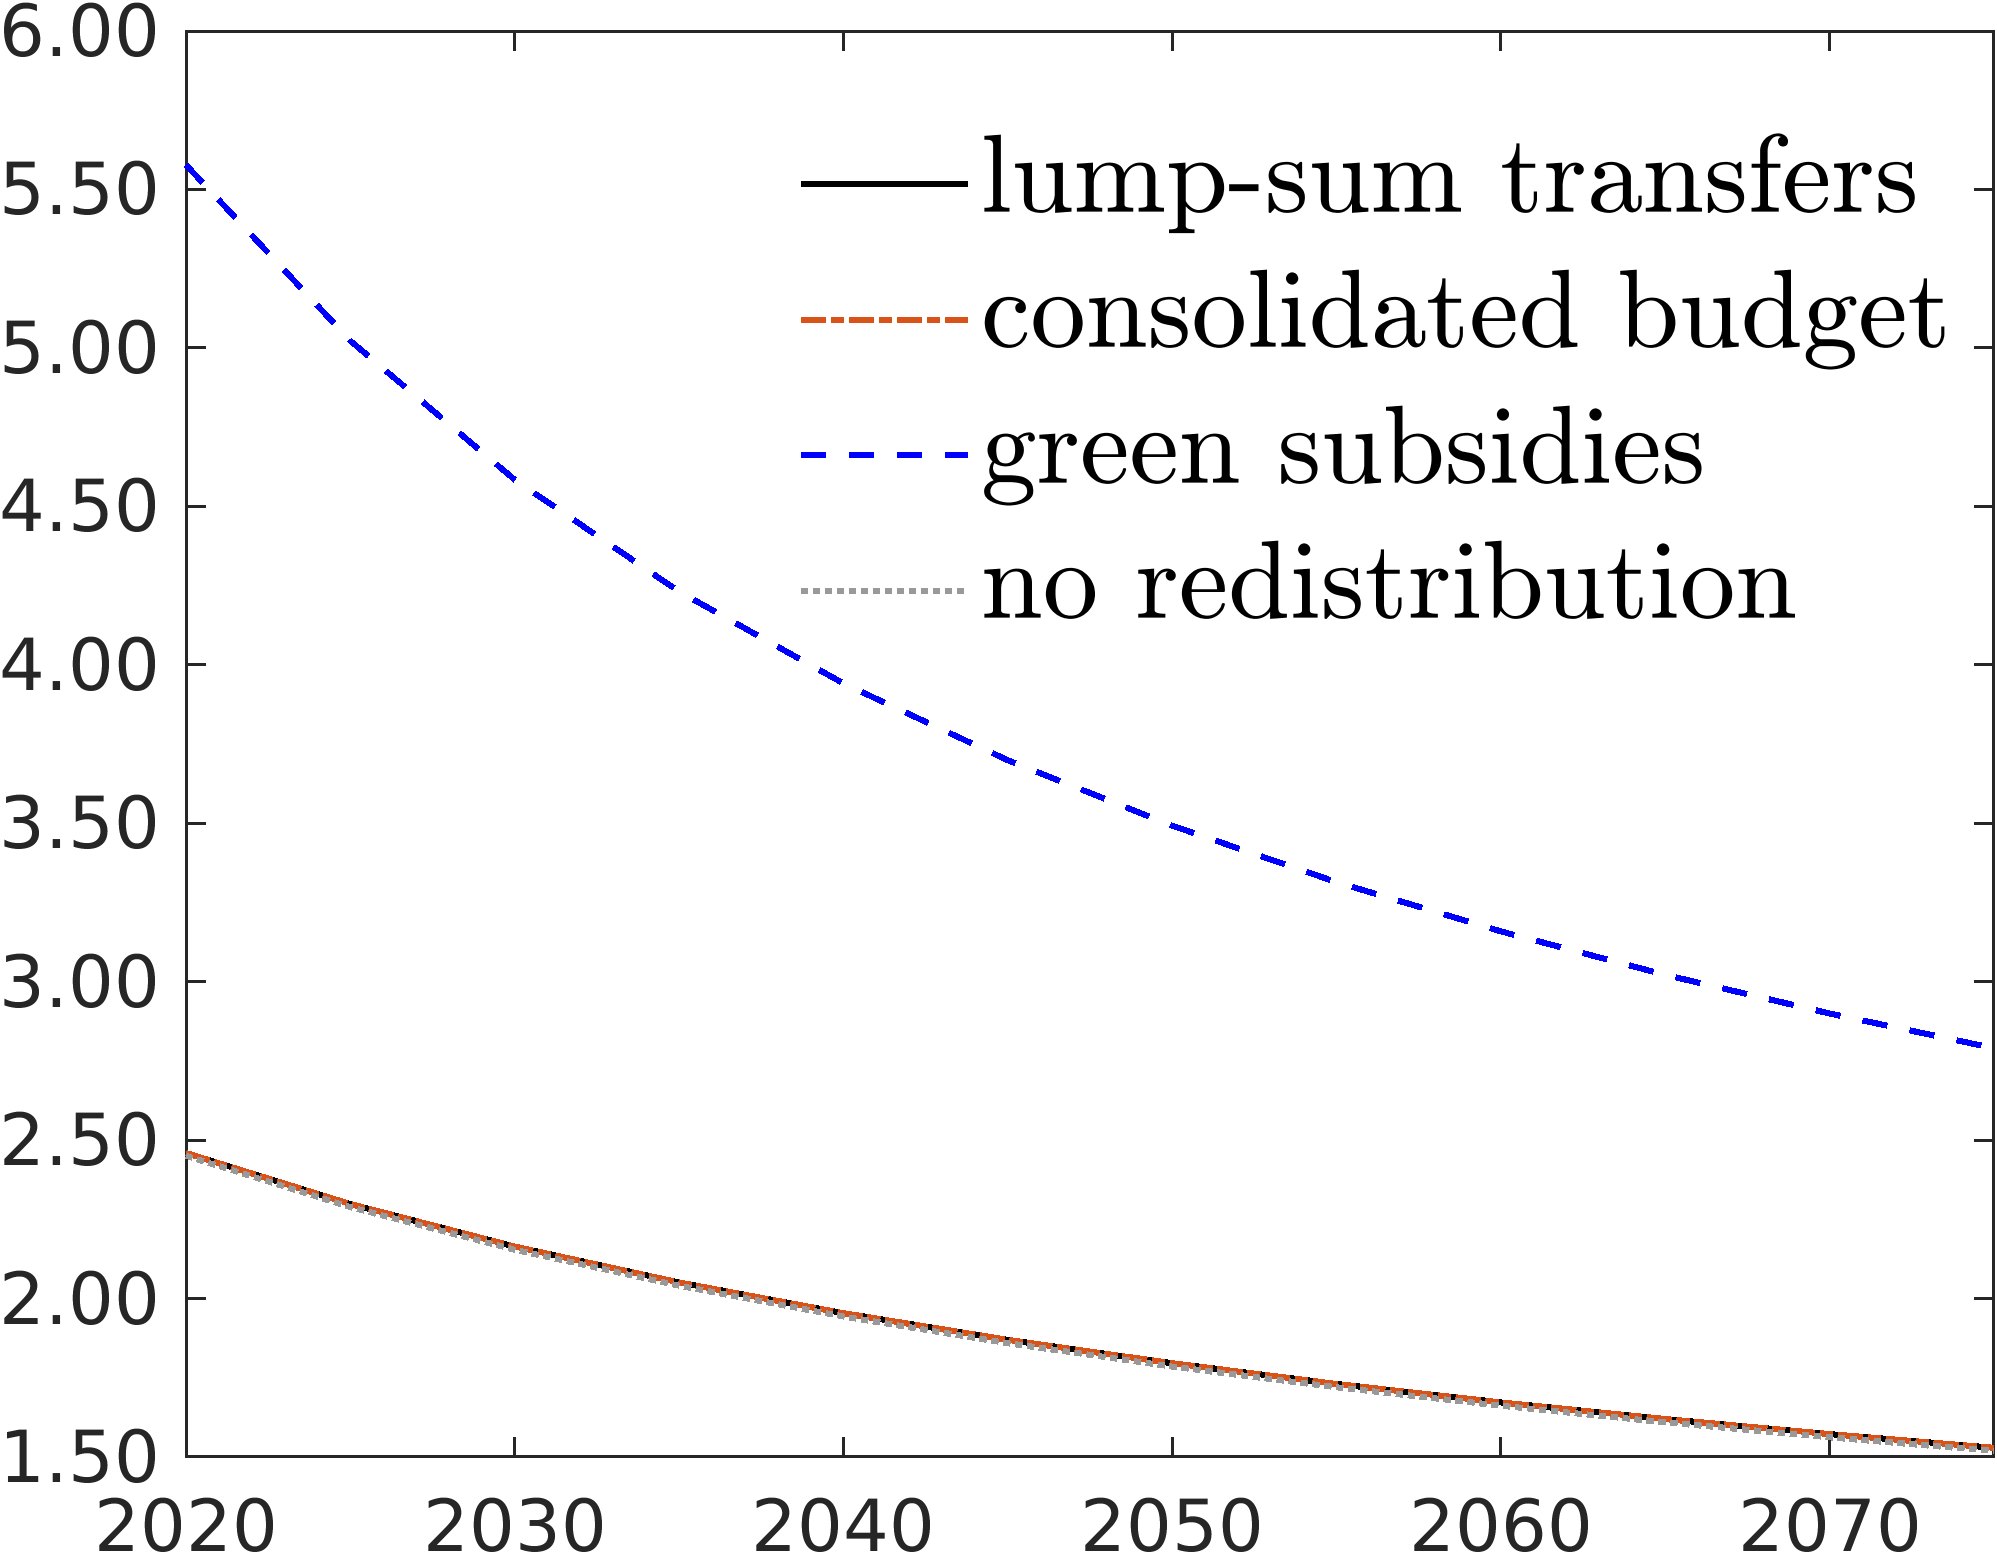 6.00
5.50
5.00
4.50
4.00
3.50
3.00
2.50
2.00
1.50
lump-sum transfers
consolidated budget
green subsidies
no redistribution
2020 2030 2040 2050 2060 2070